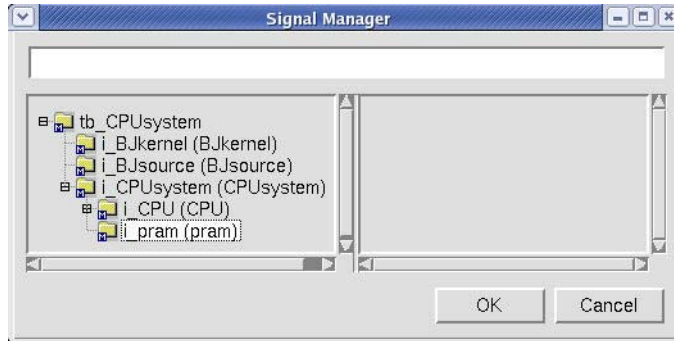 Signal Manager
tb_CPUsystem
i_BJkernel (BJkernel)
i_BJsource (BJsource)
i_CPUsystem (CPUsystem)
i_CPU (CPU)
i_pram (pram)
OK Cancel